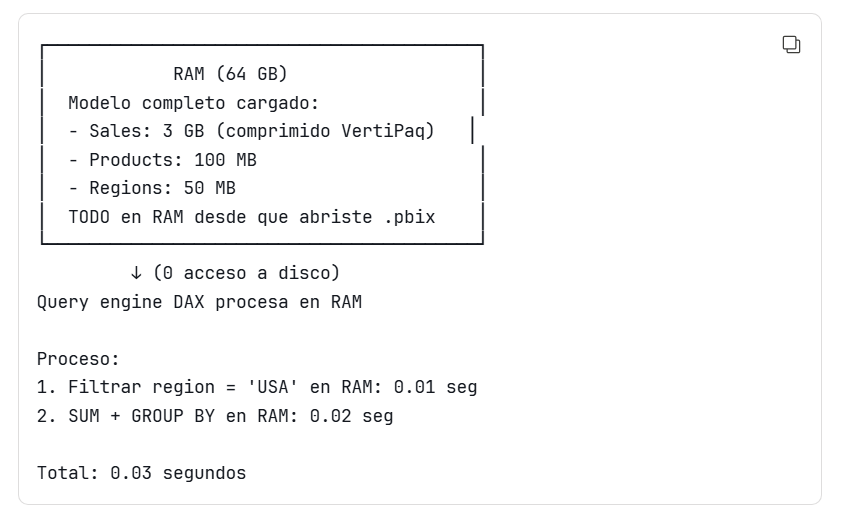 RAM (64 GB)
Modelo completo cargado:
- Sales: 3 GB (comprimido VertiPaq)
- Products: 100 MB
- Regions: 50 MB
TODO en RAM desde que abriste .pbix
↓ (0 acceso a disco)
Query engine DAX procesa en RAM
Proceso:
1. Filtrar region = 'USA' en RAM: 0.01 seg
2. SUM + GROUP BY en RAM: 0.02 seg
Total: 0.03 segundos